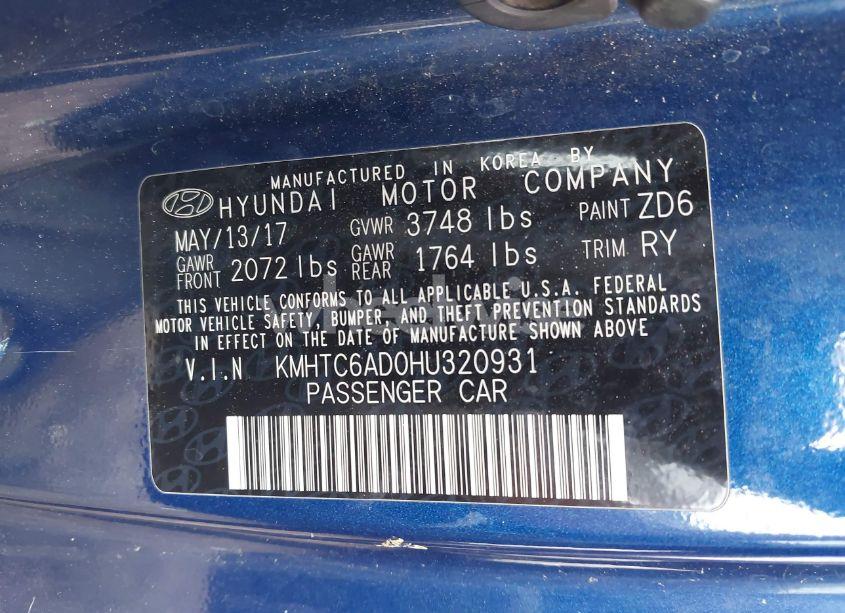 MANUFACTURED IN KOREA BY
HYUNDAI MOTOR COMPANY
MAY/13/17 GVWR 3748 lbs PAINT ZD6
GAWR FRONT 2072 lbs GAWR REAR 1764 lbs TRIM RY
THIS VEHICLE CONFORMS TO ALL APPLICABLE U.S.A. FEDERAL
MOTOR VEHICLE SAFETY, BUMPER, AND THEFT PREVENTION STANDARDS
IN EFFECT ON THE DATE OF MANUFACTURE SHOWN ABOVE
V.I.N KMHTC6AD0HU320931
PASSENGER CAR